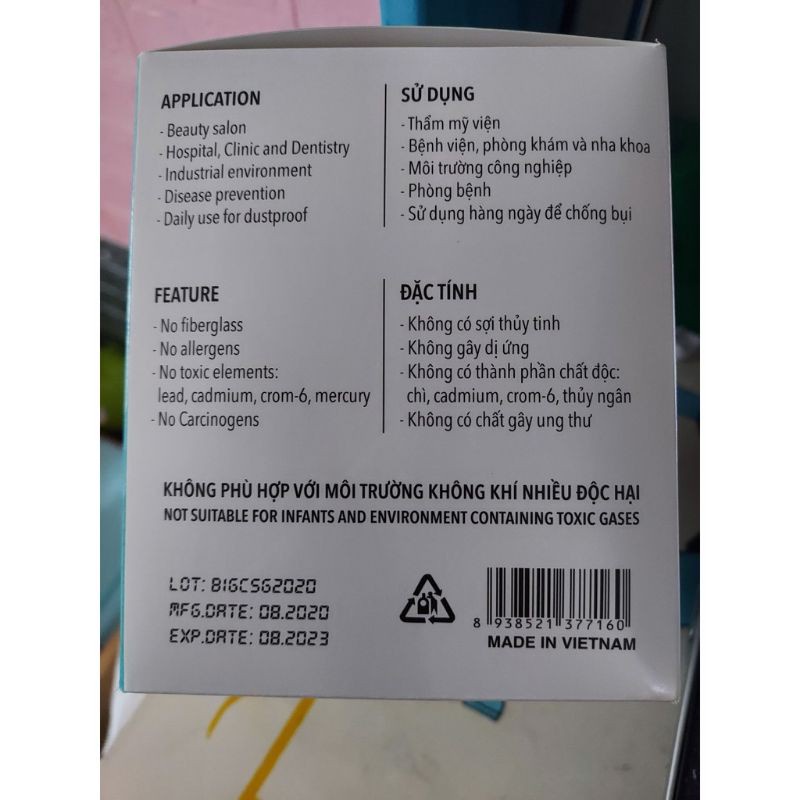 APPLICATION
- Beauty salon
- Hospital, Clinic and Dentistry
- Industrial environment
- Disease prevention
- Daily use for dustproof
SỬ DỤNG
- Thẩm mỹ viện
- Bệnh viện, phòng khám và nha khoa
- Môi trường công nghiệp
- Phòng bệnh
- Sử dụng hàng ngày để chống bụi
FEATURE
- No fiberglass
- No allergens
- No toxic elements:
lead, cadmium, crom-6, mercury
- No Carcinogens
ĐẶC TÍNH
- Không có sợi thủy tinh
- Không gây dị ứng
- Không có thành phần chất độc:
chì, cadmium, crom-6, thủy ngân
- Không có chất gây ung thư
KHÔNG PHÙ HỢP VỚI MÔI TRƯỜNG KHÔNG KHÍ NHIỀU ĐỘC HẠI
NOT SUITABLE FOR INFANTS AND ENVIRONMENT CONTAINING TOXIC GASES
LOT: B1GCSG2020
MFG.DATE: 08.2020
EXP.DATE: 08.2023
8 938521 377160
MADE IN VIETNAM